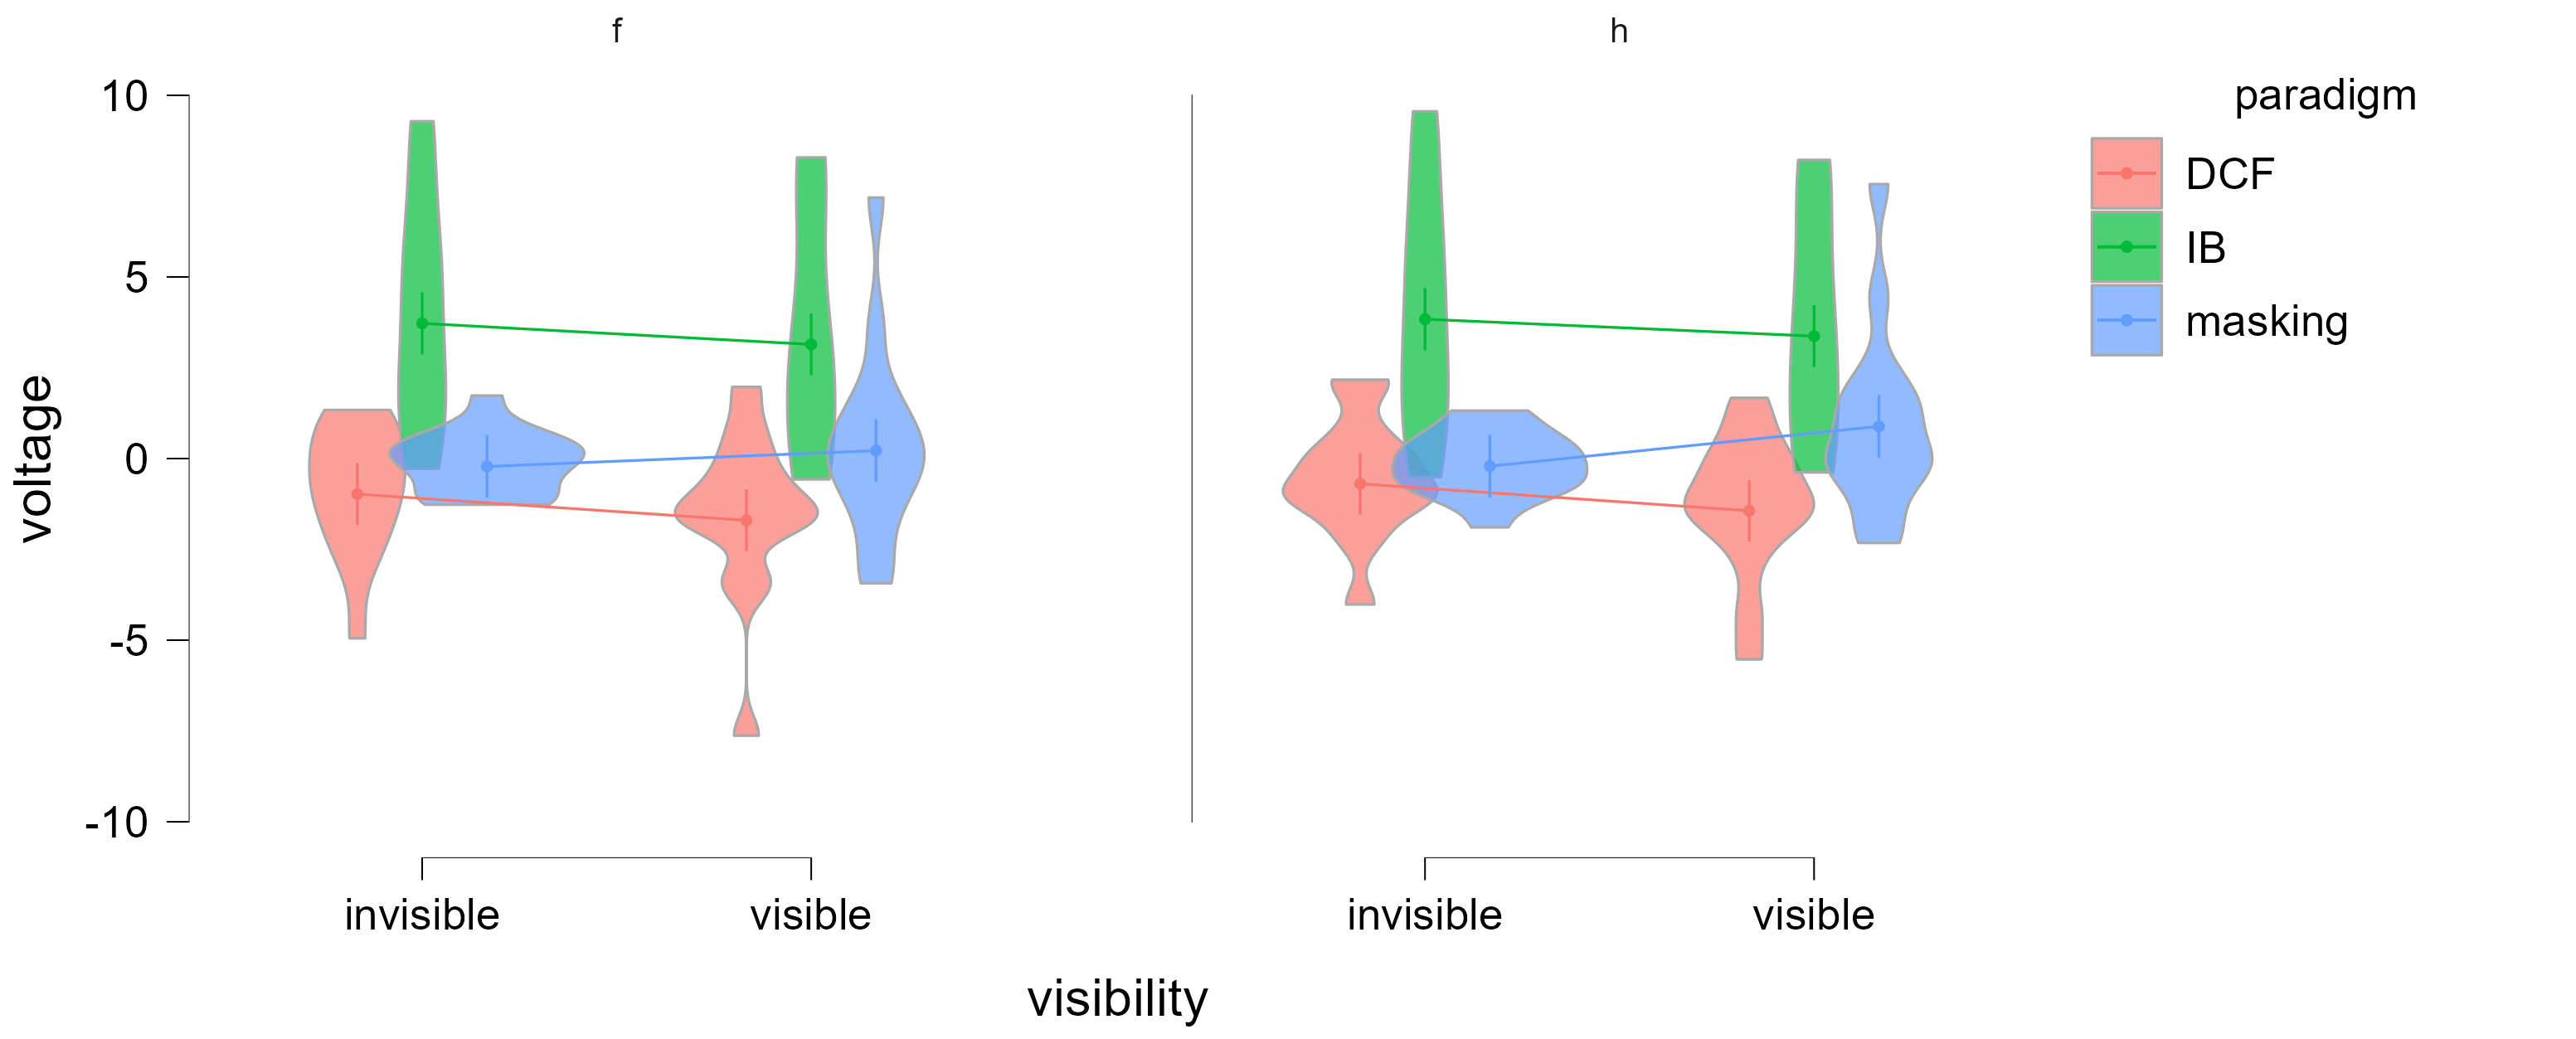 f
h
10
5
0
-5
-10
voltage
invisible
visible
invisible
visible
visibility
paradigm
DCF
IB
masking